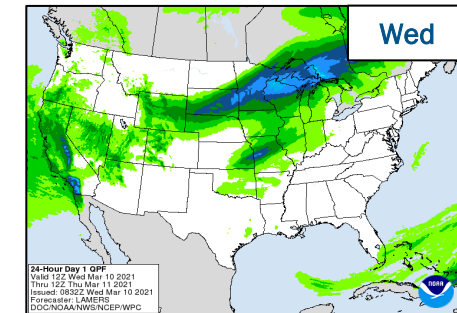 Wed
24-Hour Day 1 QPF
Valid 12Z Wed Mar 10 2021
Thru 12Z Thu Mar 11 2021
Issued: 0832Z Wed Mar 10 2021
Forecaster: LAMERS
DOC/NOAA/NWS/NCEP/WPC
NOAA